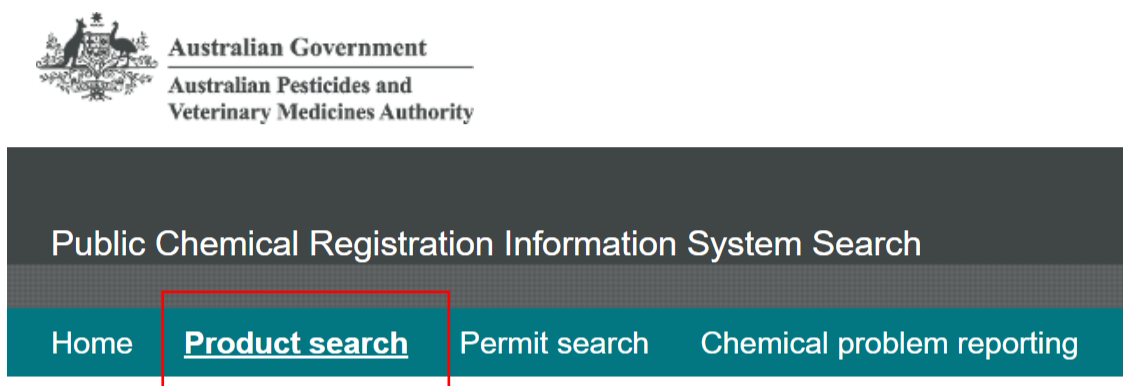 Australian Government
Australian Pesticides and
Veterinary Medicines Authority
Public Chemical Registration Information System Search
Home Product search Permit search Chemical problem reporting